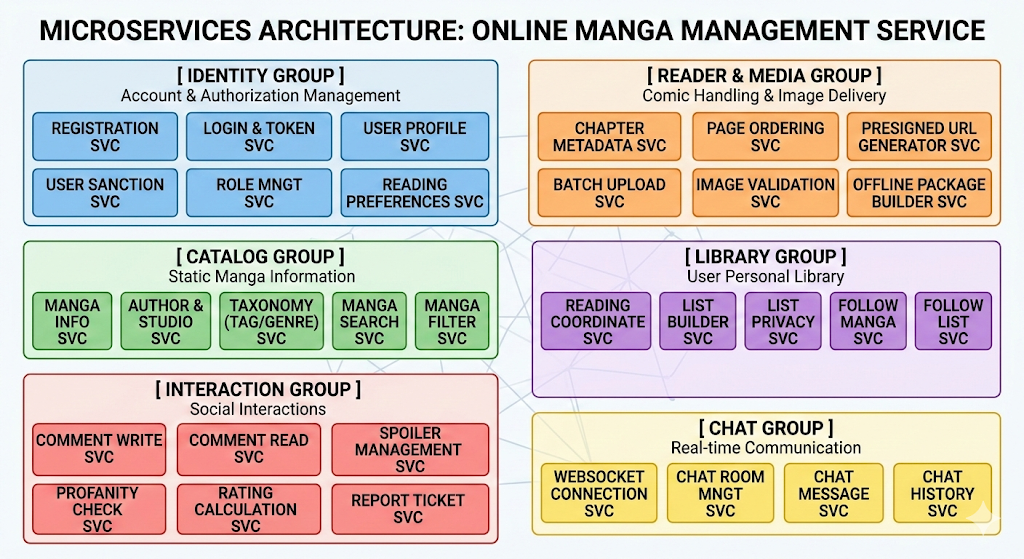 MICROSERVICES ARCHITECTURE: ONLINE MANGA MANAGEMENT SERVICE
[ IDENTITY GROUP ]
Account & Authorization Management
REGISTRATION
SVC
LOGIN & TOKEN
SVC
USER PROFILE
SVC
USER SANCTION
SVC
ROLE MNGT
SVC
READING
PREFERENCES SVC
[ READER & MEDIA GROUP ]
Comic Handling & Image Delivery
CHAPTER
METADATA SVC
PAGE ORDERING
SVC
PRESIGNED URL
GENERATOR SVC
BATCH UPLOAD
SVC
IMAGE VALIDATION
SVC
OFFLINE PACKAGE
BUILDER SVC
[ CATALOG GROUP ]
Static Manga Information
MANGA
INFO
SVC
AUTHOR &
STUDIO
SVC
TAXONOMY
(TAG/GENRE)
SVC
MANGA
SEARCH
SVC
MANGA
FILTER
SVC
[ LIBRARY GROUP ]
User Personal Library
READING
COORDINATE
SVC
LIST
BUILDER
SVC
LIST
PRIVACY
SVC
FOLLOW
MANGA
SVC
FOLLOW
LIST
SVC
[ INTERACTION GROUP ]
Social Interactions
COMMENT WRITE
SVC
COMMENT READ
SVC
SPOILER
MANAGEMENT
SVC
PROFANITY
CHECK
SVC
RATING
CALCULATION
SVC
REPORT TICKET
SVC
[ CHAT GROUP ]
Real-time Communication
WEBSOCKET
CONNECTION
SVC
CHAT ROOM
MNGT
SVC
CHAT
MESSAGE
SVC
CHAT
HISTORY
SVC